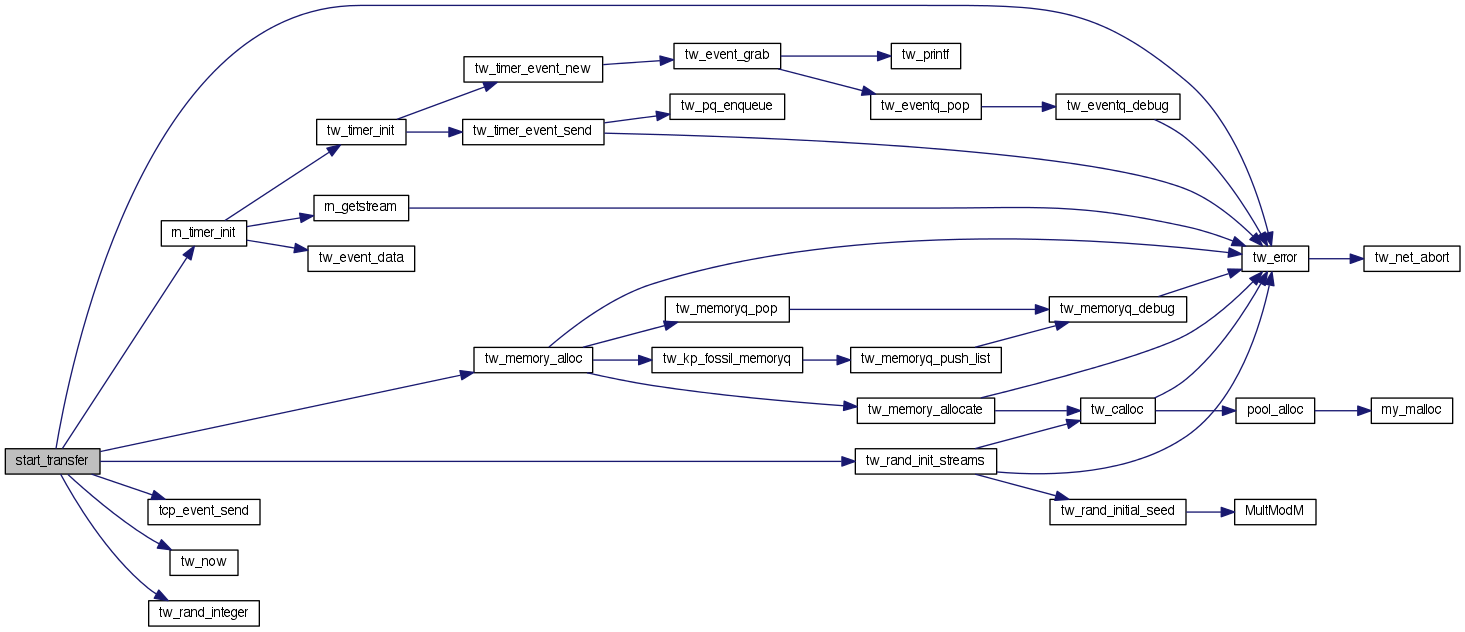 tw_event_grab
tw_printf
tw_timer_event_new
tw_pq_enqueue
tw_eventq_pop
tw_eventq_debug
tw_timer_init
tw_timer_event_send
rn_getstream
rn_timer_init
tw_event_data
tw_error
tw_net_abort
tw_memoryq_pop
tw_memoryq_debug
tw_memory_alloc
tw_kp_fossil_memoryq
tw_memoryq_push_list
tw_memory_allocate
tw_calloc
pool_alloc
my_malloc
start_transfer
tw_rand_init_streams
tcp_event_send
tw_rand_initial_seed
MultModM
tw_now
tw_rand_integer